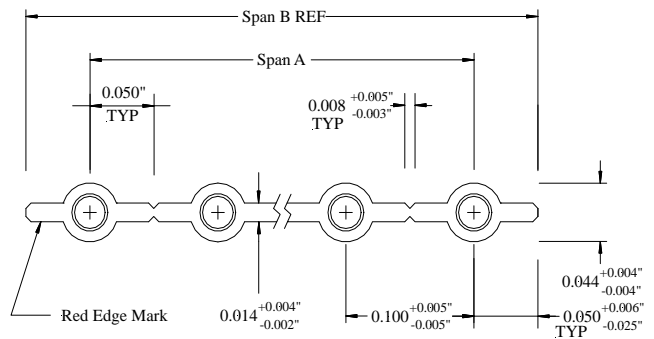 Span B REF
Span A
0.050"
TYP
0.008 +0.005" -0.003"
TYP
Red Edge Mark
0.014 +0.004" -0.002"
0.100 +0.005" -0.005"
0.044 +0.004" -0.004"
0.050 +0.006" -0.025"
TYP